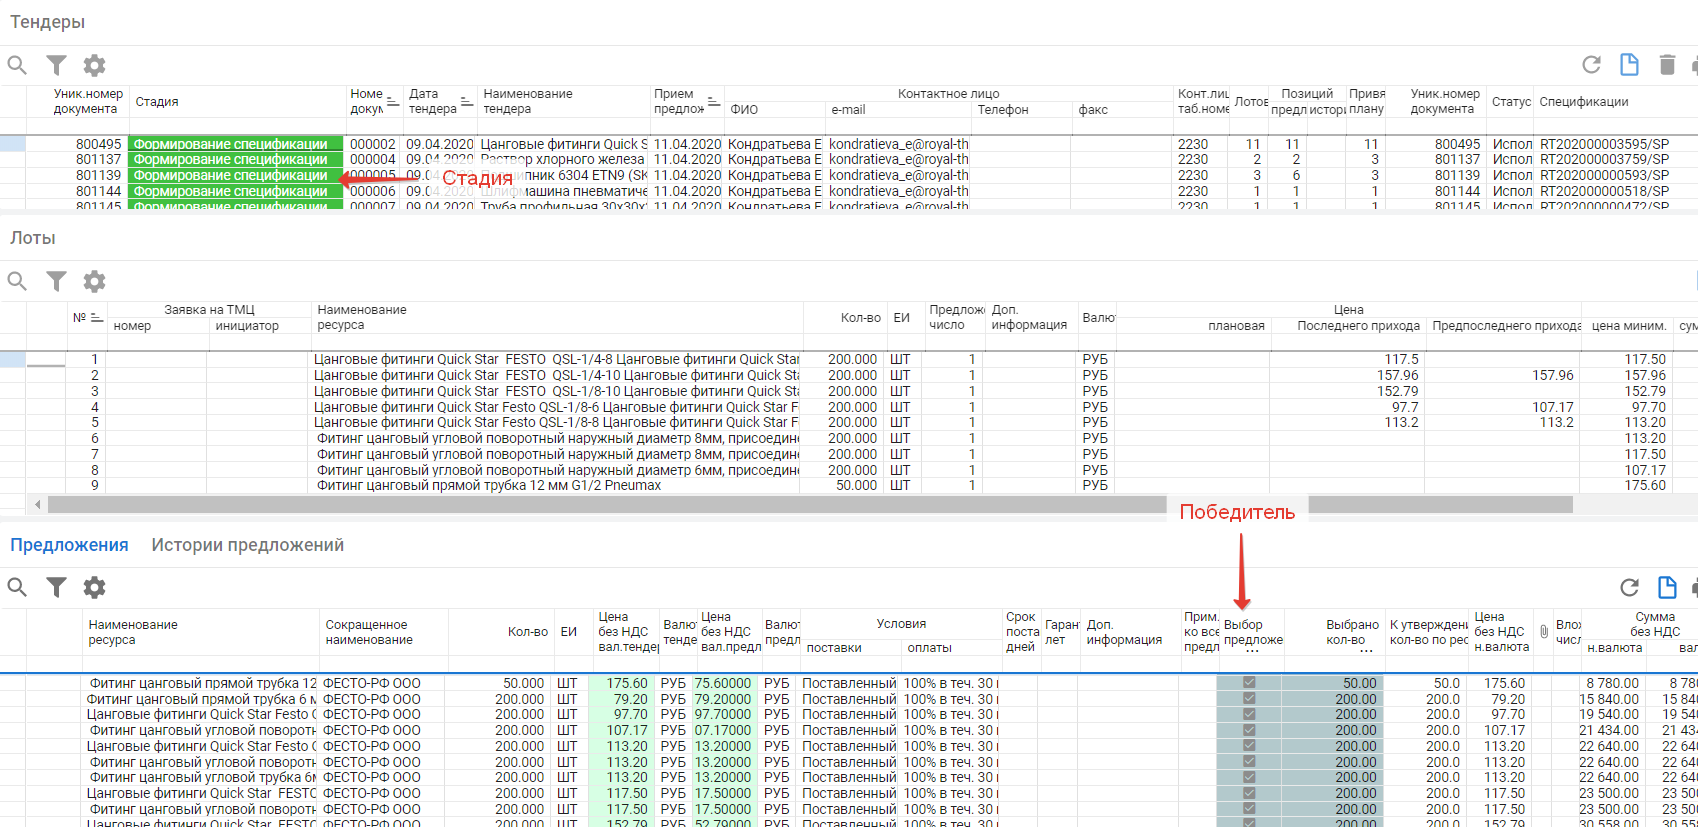 Тендеры
Уник.номер документа Стадия Номе докум Дата тендера Наименование тендера Прием предлож Контактное лицо ФИО e-mail Телефон факс Конт.лиц таб.номе Лотов Позиций предл истори Привя плану Уник.номер документа Статус Спецификации
800495 Формирование спецификации 000002 09.04.2020 Цанговые фитинги Quick S 11.04.2020 Кондратьева Е kondratieva_e@royal-th 2230 11 11 11 800495 Испол RT202000003595/SP
801137 Формирование спецификации 000004 09.04.2020 Раствор хлорного железа 11.04.2020 Кондратьева Е kondratieva_e@royal-th 2230 2 2 3 801137 Испол RT202000003759/SP
801139 Формирование спецификации 000005 09.04 6304 ETN9 (SK 11.04.2020 Кондратьева Е kondratieva_e@royal-th 2230 3 6 3 801139 Испол RT202000000593/SP
Стадия
801144 Формирование спецификации 000006 09.04.2020 Шлифмашина пневматиче 11.04.2020 Кондратьева Е kondratieva_e@royal-th 2230 1 1 1 801144 Испол RT202000000518/SP
801145 Формирование спецификации 000007 09.04.2020 Труба профильная 30х30х 11.04.2020 Кондратьева Е kondratieva_e@royal-th 2230 1 1 1 801145 Испол RT202000000472/SP
Лоты
№ Заявка на ТМЦ номер инициатор Наименование ресурса Кол-во ЕИ Предлож число Доп. информация Валю Цена плановая Последнего прихода Предпоследнего прихода цена миним. су
1 Цанговые фитинги Quick Star FESTO QSL-1/4-8 Цанговые фитинги Quick Sta 200.000 ШТ 1 РУБ 117.5 117.50
2 Цанговые фитинги Quick Star FESTO QSL-1/4-10 Цанговые фитинги Quick Sta 200.000 ШТ 1 РУБ 157.96 157.96 157.96
3 Цанговые фитинги Quick Star FESTO QSL-1/8-10 Цанговые фитинги Quick Sta 200.000 ШТ 1 РУБ 152.79 152.79
4 Цанговые фитинги Quick Star Festo QSL-1/8-6 Цанговые фитинги Quick Star F 200.000 ШТ 1 РУБ 97.7 107.17 97.70
5 Цанговые фитинги Quick Star Festo QSL-1/8-8 Цанговые фитинги Quick Star F 200.000 ШТ 1 РУБ 113.2 113.2 113.20
6 Фитинг цанговый угловой поворотный наружный диаметр 8мм, присоедин 200.000 ШТ 1 РУБ 113.20
7 Фитинг цанговый угловой поворотный наружный диаметр 8мм, присоедин 200.000 ШТ 1 РУБ 117.50
8 Фитинг цанговый угловой поворотный наружный диаметр 6мм, присоедин 200.000 ШТ 1 РУБ 107.17
9 Фитинг цанговый прямой трубка 12 мм G1/2 Pneumax 50.000 ШТ 1 РУБ 175.60
Победитель
Предложения Истории предложений
Наименование ресурса Сокращенное наименование Кол-во ЕИ Цена без НДС вал.тендер Валют тенде Цена без НДС вал.предл Валют предл Условия поставки оплаты Срок поста дней Гаран лет Доп. информация Прим. ко все предл Выбор предложе ... Выбрано кол-во ... К утвержден кол-во по рес Цена без НДС н.валюта Влож числ Сумма без НДС н.валюта вал
Фитинг цанговый прямой трубка 12 ФЕСТО-РФ ООО 50.000 ШТ 175.60 РУБ 75.60000 РУБ Поставленный 100% в теч. 30 50.00 50.0 175.60 8 780.00 8 780
Фитинг цанговый прямой трубка 6 м ФЕСТО-РФ ООО 200.000 ШТ 79.20 РУБ 79.20000 РУБ Поставленный 100% в теч. 30 200.00 200.0 79.20 15 840.00 15 840
Цанговые фитинги Quick Star Festo Q ФЕСТО-РФ ООО 200.000 ШТ 97.70 РУБ 97.70000 РУБ Поставленный 100% в теч. 30 200.00 200.0 97.70 19 540.00 19 540
Фитинг цанговый угловой поворотн ФЕСТО-РФ ООО 200.000 ШТ 107.17 РУБ 07.17000 РУБ Поставленный 100% в теч. 30 200.00 200.0 107.17 21 434.00 21 434
Цанговые фитинги Quick Star Festo Q ФЕСТО-РФ ООО 200.000 ШТ 113.20 РУБ 13.20000 РУБ Поставленный 100% в теч. 30 200.00 200.0 113.20 22 640.00 22 640
Фитинг цанговый угловой поворотн ФЕСТО-РФ ООО 200.000 ШТ 113.20 РУБ 13.20000 РУБ Поставленный 100% в теч. 30 200.00 200.0 113.20 22 640.00 22 640
Фитинг цанговый угловой трубка 6м ФЕСТО-РФ ООО 200.000 ШТ 113.20 РУБ 13.20000 РУБ Поставленный 100% в теч. 30 200.00 200.0 113.20 22 640.00 22 640
Цанговые фитинги Quick Star FESTO ФЕСТО-РФ ООО 200.000 ШТ 117.50 РУБ 17.50000 РУБ Поставленный 100% в теч. 30 200.00 200.0 117.50 23 500.00 23 500
Фитинг цанговый угловой поворотн ФЕСТО-РФ ООО 200.000 ШТ 117.50 РУБ 17.50000 РУБ Поставленный 100% в теч. 30 200.00 200.0 117.50 23 500.00 23 500
Цанговые фитинги Quick Star FESTO ФЕСТО-РФ ООО 200.000 ШТ 152.79 РУБ 52.79000 РУБ Поставленный 100% в теч. 30 200.00 200.0 152.79 30 558.00 30 558